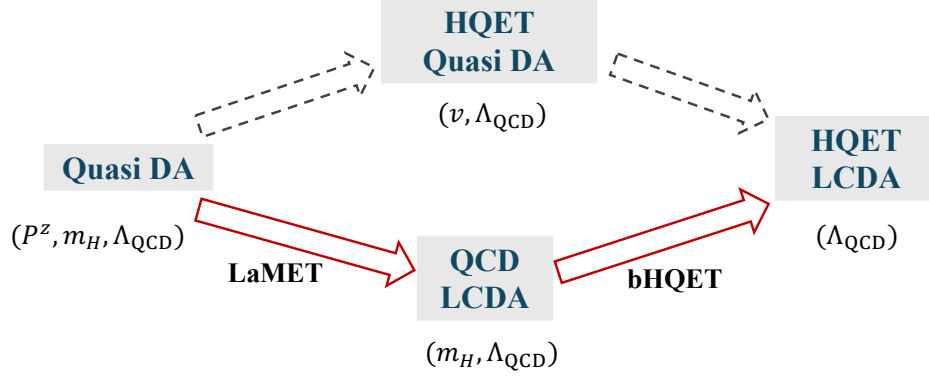 HQET
Quasi DA
(v, Λ_QCD)
Quasi DA
(P^z, m_H, Λ_QCD)
HQET
LCDA
(Λ_QCD)
LaMET
QCD
LCDA
(m_H, Λ_QCD)
bHQET